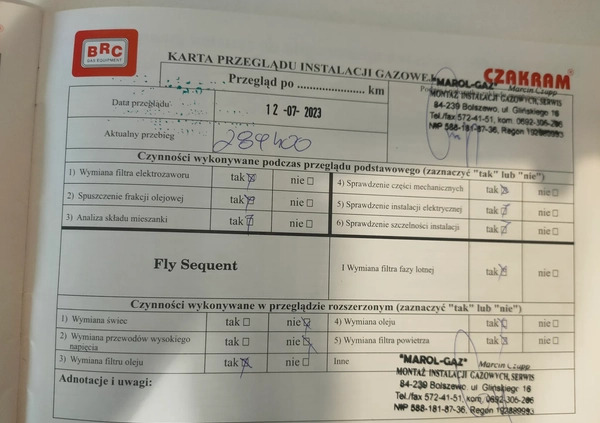 BRC
GAS EQUIPMENT
KARTA PRZEGLĄDU INSTALACJI GAZOWEJ
CZAKRAM
Przegląd po ........................ km
"MAROL-GAZ"
MONTAŻ INSTALACJI GAZOWYCH, SERWIS
84-239 Bolszewo, ul. Glińskiego 16
Tel./fax 572-41-51, kom. 0692-306-286
NIP 588-181-87-36, Regon 192889993
Data przeglądu
12 -07- 2023
Aktualny przebieg
289400
Czynności wykonywane podczas przeglądu podstawowego (zaznaczyć "tak" lub "nie")
1) Wymiana filtra elektrozaworu tak ☒ nie ☐
4) Sprawdzenie części mechanicznych tak ☒ nie ☐
2) Spuszczenie frakcji olejowej tak ☒ nie ☐
5) Sprawdzenie instalacji elektrycznej tak ☒ nie ☐
3) Analiza składu mieszanki tak ☒ nie ☐
6) Sprawdzenie szczelności instalacji tak ☒ nie ☐
Fly Sequent
1 Wymiana filtra fazy lotnej tak ☒ nie ☐
Czynności wykonywane w przeglądzie rozszerzonym (zaznaczyć "tak" lub "nie")
1) Wymiana świec tak ☐ nie ☒
4) Wymiana oleju tak ☒ nie ☐
2) Wymiana przewodów wysokiego
napięcia tak ☐ nie ☒
5) Wymiana filtra powietrza tak ☒ nie ☐
3) Wymiana filtru oleju tak ☒ nie ☐
Inne
Adnotacje i uwagi:
"MAROL-GAZ"
Marcin Czapp
MONTAŻ INSTALACJI GAZOWYCH, SERWIS
84-239 Bolszewo, ul Glińskiego 16
Tel./fax 572-41-51, kom. 0692-306-286
NIP 588-181-87-36, Regon 192889993